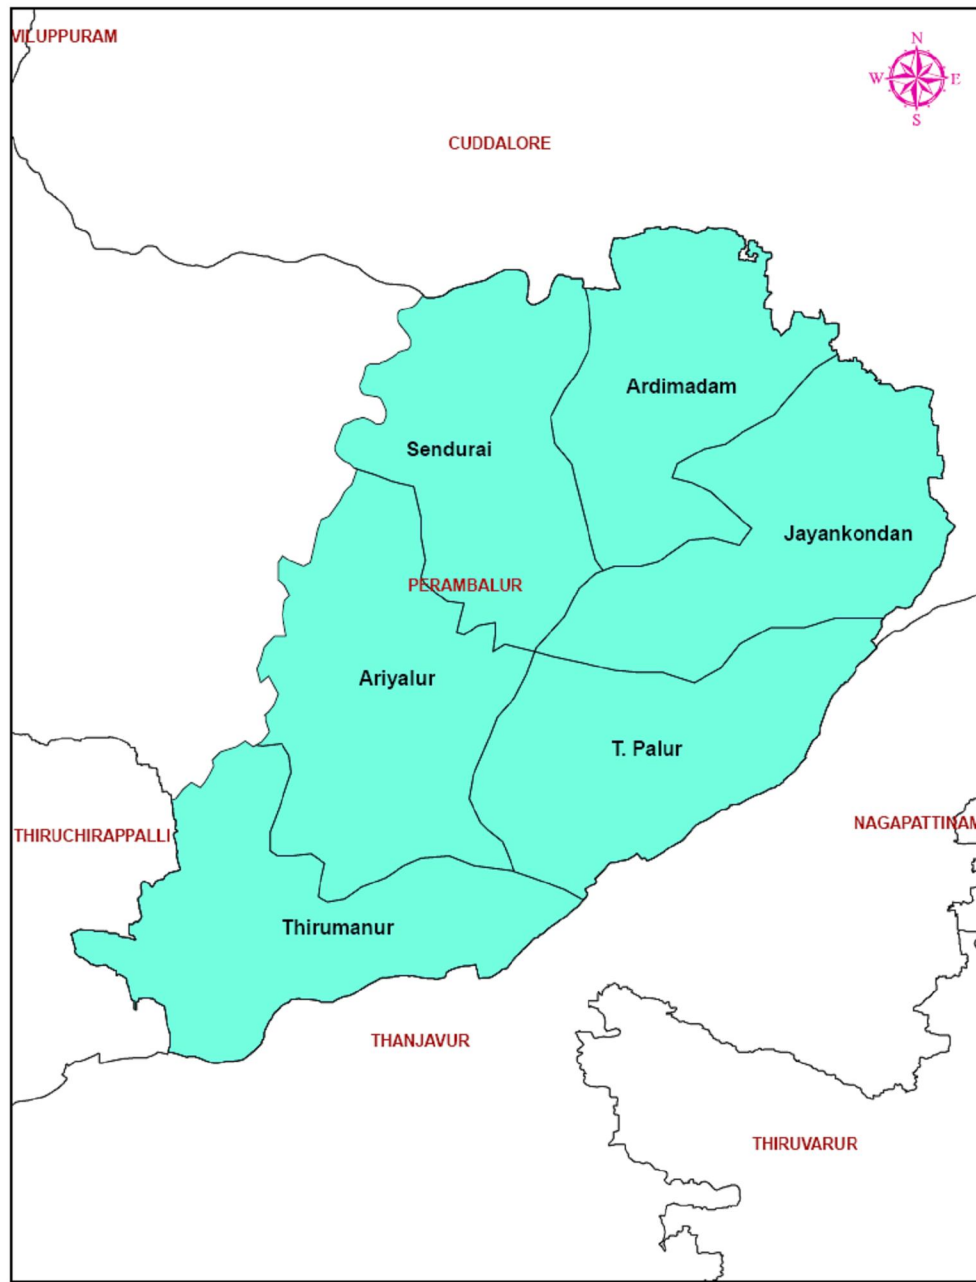 VILUPPURAM
N
W E
S
CUDDALORE
Ardimadam
Sendurai
Jayankondan
PERAMBALUR
Ariyalur
T. Palur
THIRUCHIRAPPALLI
NAGAPATTINAM
Thirumanur
THANJAVUR
THIRUVARUR